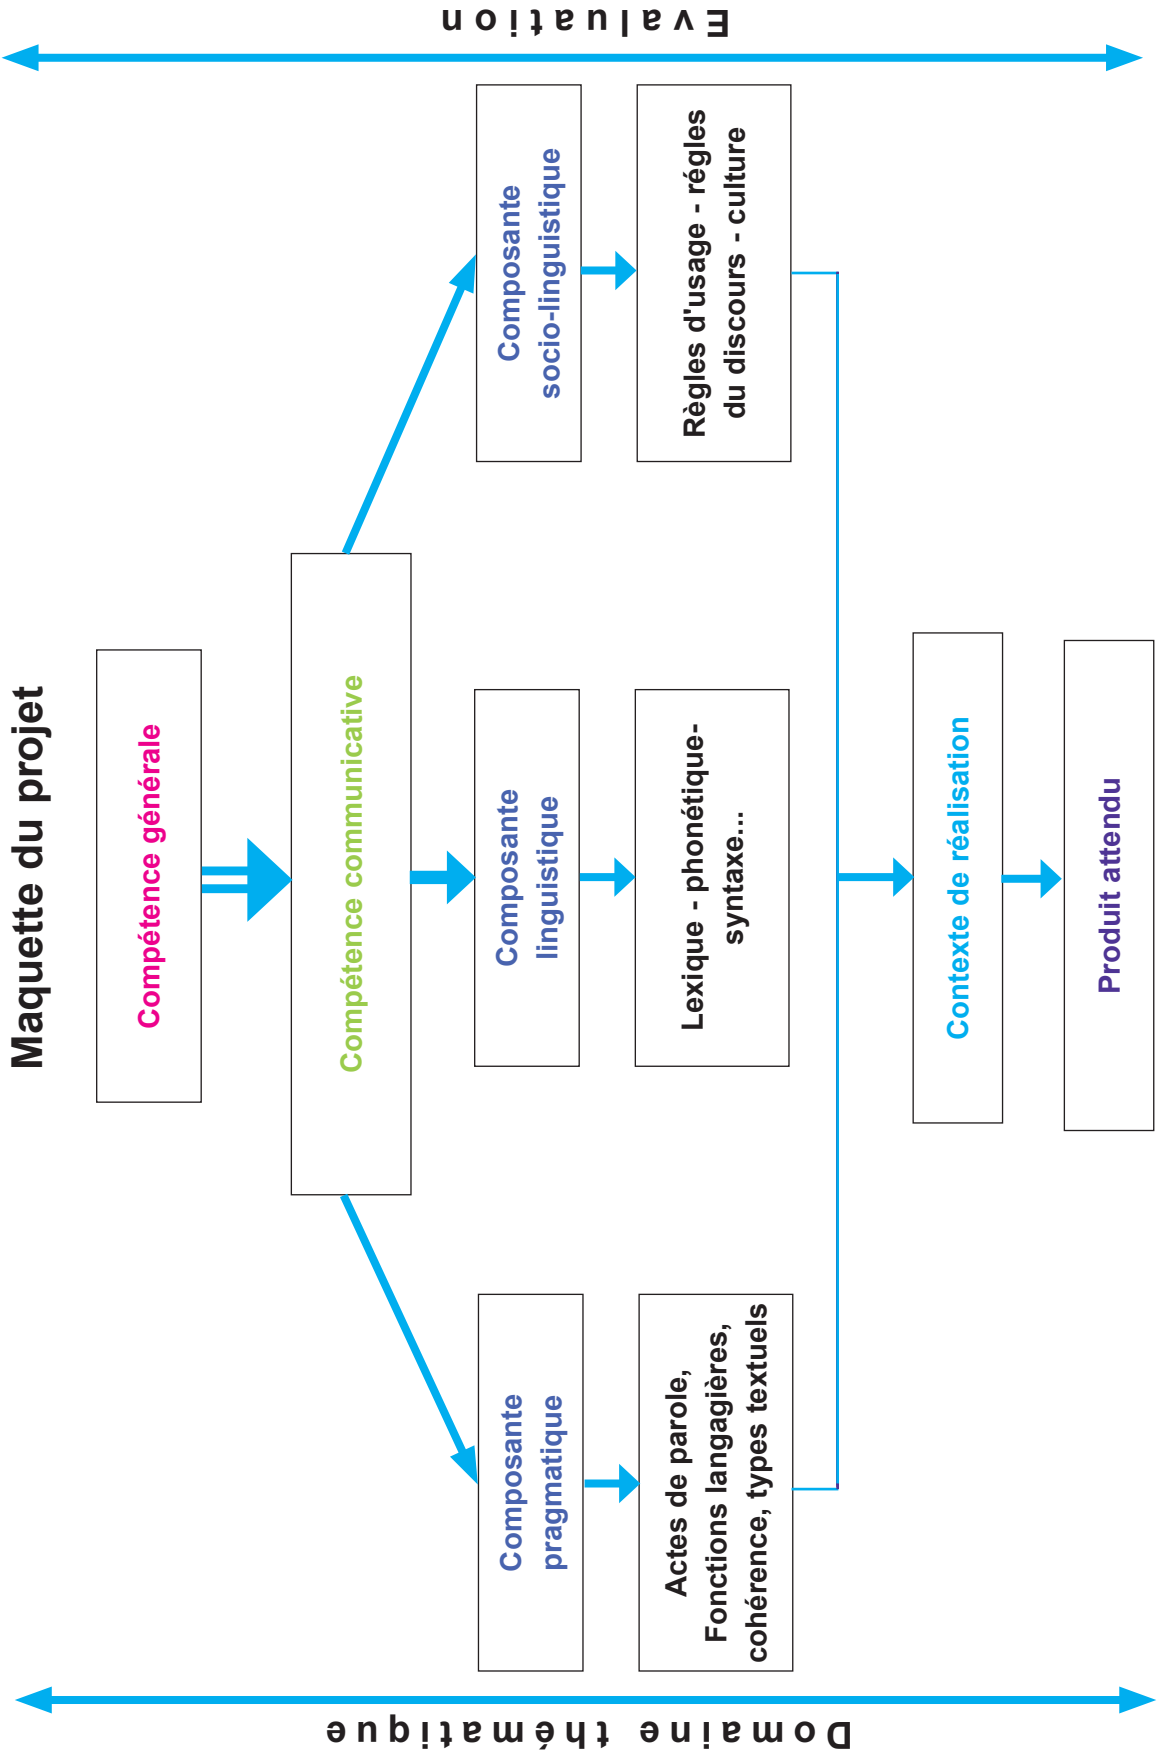 Maquette du projet
Compétence générale
Compétence communicative
Composante
pragmatique
Composante
linguistique
Composante
socio-linguistique
Actes de parole,
Fonctions langagières,
cohérence, types textuels
Lexique - phonétique-
syntaxe...
Règles d'usage - régles
du discours - culture
Contexte de réalisation
Produit attendu
Domaine thématique
Evaluation